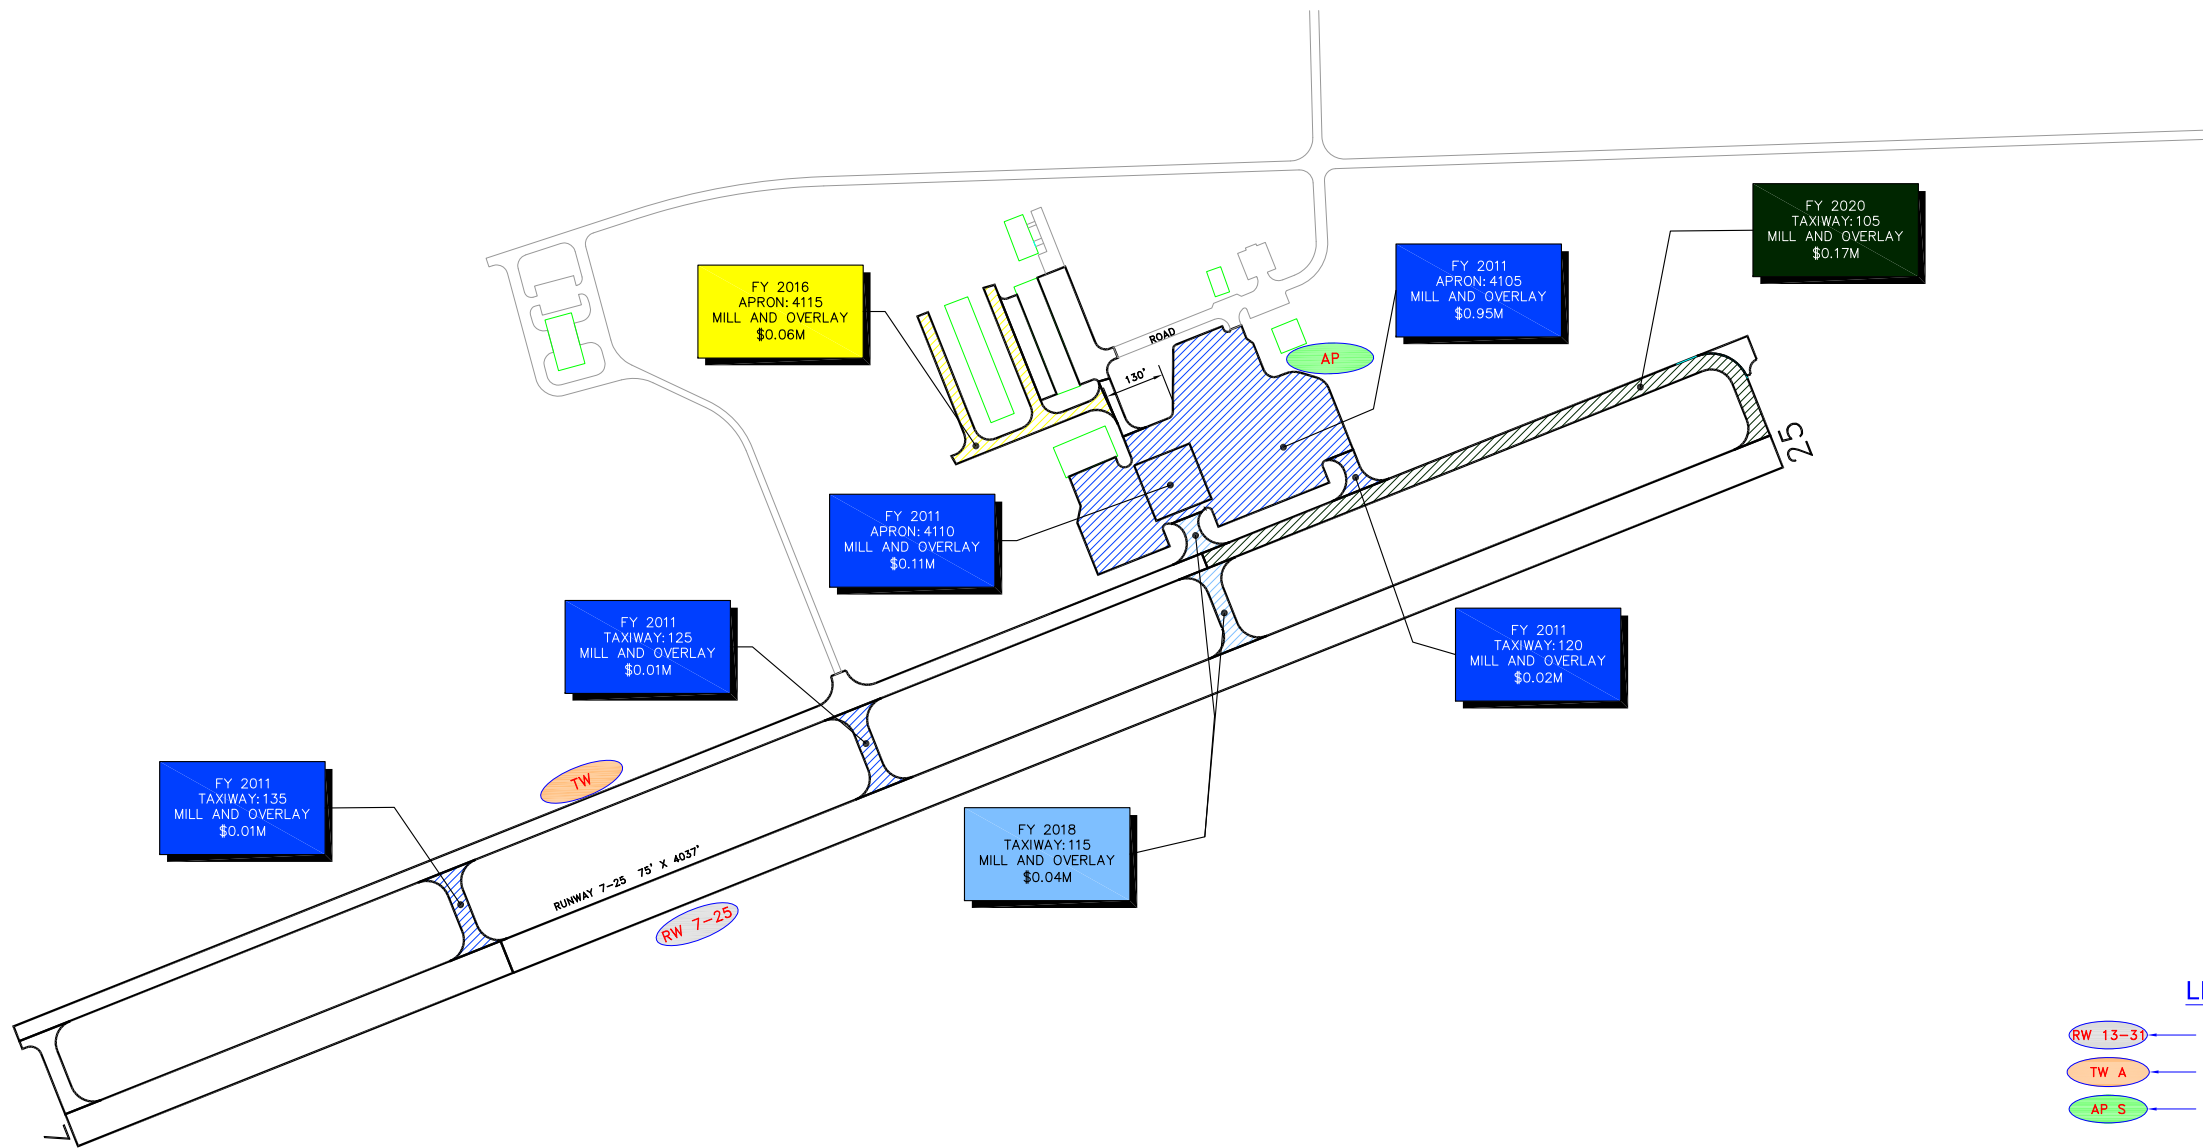 FY 2020
TAXIWAY: 105
MILL AND OVERLAY
$0.17M
FY 2011
APRON: 4105
MILL AND OVERLAY
$0.95M
FY 2016
APRON: 4115
MILL AND OVERLAY
$0.06M
ROAD
AP
130'
25
FY 2011
APRON: 4110
MILL AND OVERLAY
$0.11M
FY 2011
TAXIWAY: 125
MILL AND OVERLAY
$0.01M
FY 2011
TAXIWAY: 120
MILL AND OVERLAY
$0.02M
TW
FY 2011
TAXIWAY: 135
MILL AND OVERLAY
$0.01M
FY 2018
TAXIWAY: 115
MILL AND OVERLAY
$0.04M
RUNWAY 7-25 75' X 4037'
RW 7-25
RW 13-31
TW A
AP S
7